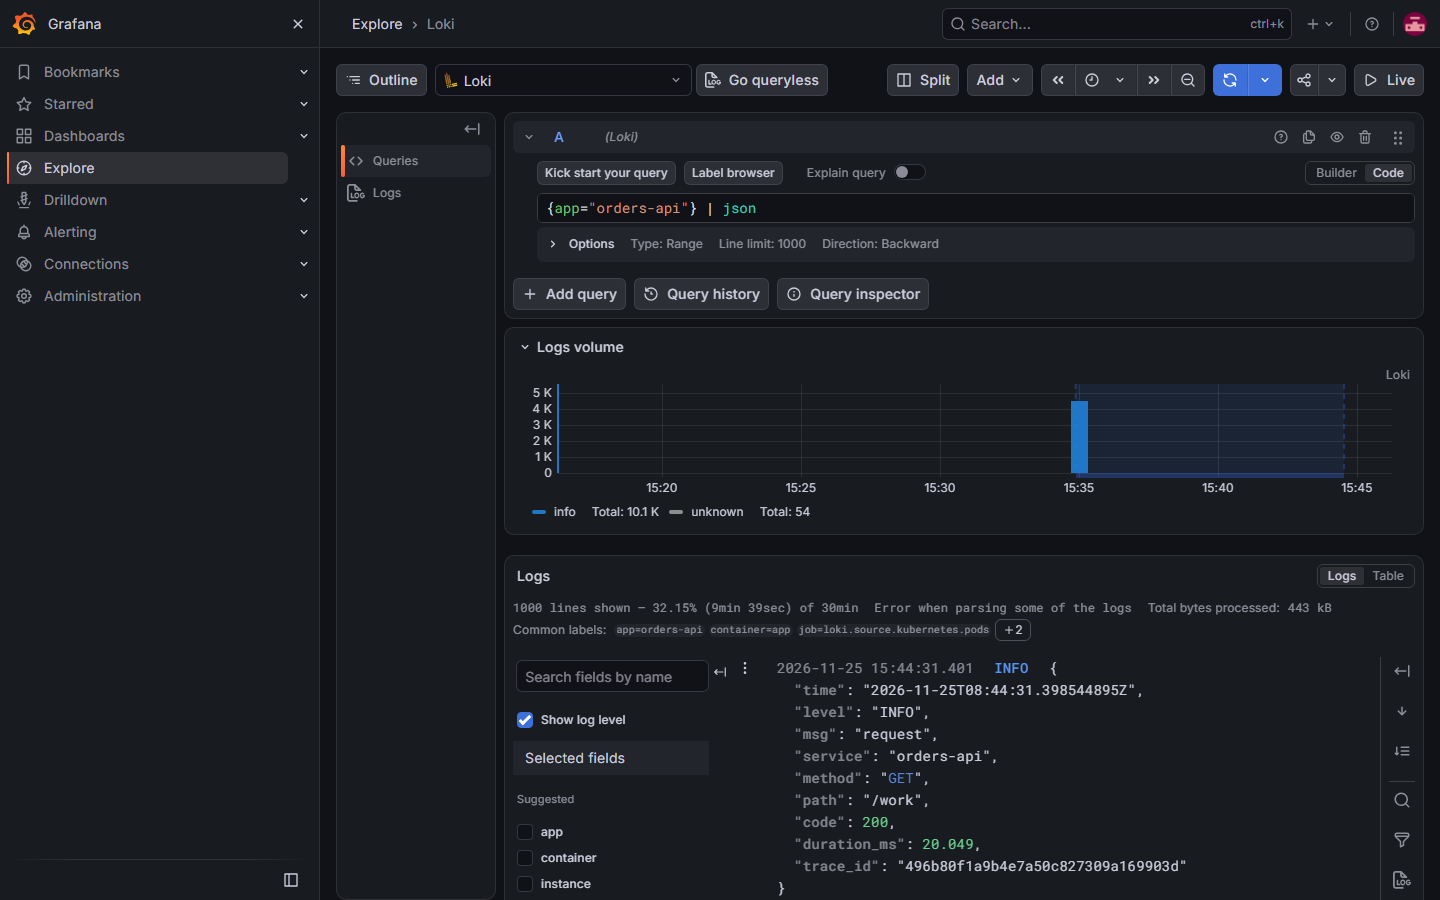 Grafana
Explore › Loki
Search... ctrl+k
Bookmarks
Starred
Dashboards
Explore
Drilldown
Alerting
Connections
Administration
Outline
Loki
Go queryless
Split
Add
Live
Queries
Logs
A (Loki)
Kick start your query
Label browser
Explain query
Builder
Code
{app="orders-api"} | json
Options Type: Range Line limit: 1000 Direction: Backward
Add query
Query history
Query inspector
Logs volume
Loki
5 K
4 K
3 K
2 K
1 K
0
15:20 15:25 15:30 15:35 15:40 15:45
info Total: 10.1 K unknown Total: 54
Logs
Logs Table
1000 lines shown — 32.15% (9min 39sec) of 30min Error when parsing some of the logs Total bytes processed: 443 kB
Common labels: app=orders-api container=app job=loki.source.kubernetes.pods +2
Search fields by name
Show log level
Selected fields
Suggested
app
container
instance
2026-11-25 15:44:31.401 INFO {
"time": "2026-11-25T08:44:31.398544895Z",
"level": "INFO",
"msg": "request",
"service": "orders-api",
"method": "GET",
"path": "/work",
"code": 200,
"duration_ms": 20.049,
"trace_id": "496b80f1a9b4e7a50c827309a169903d"
}